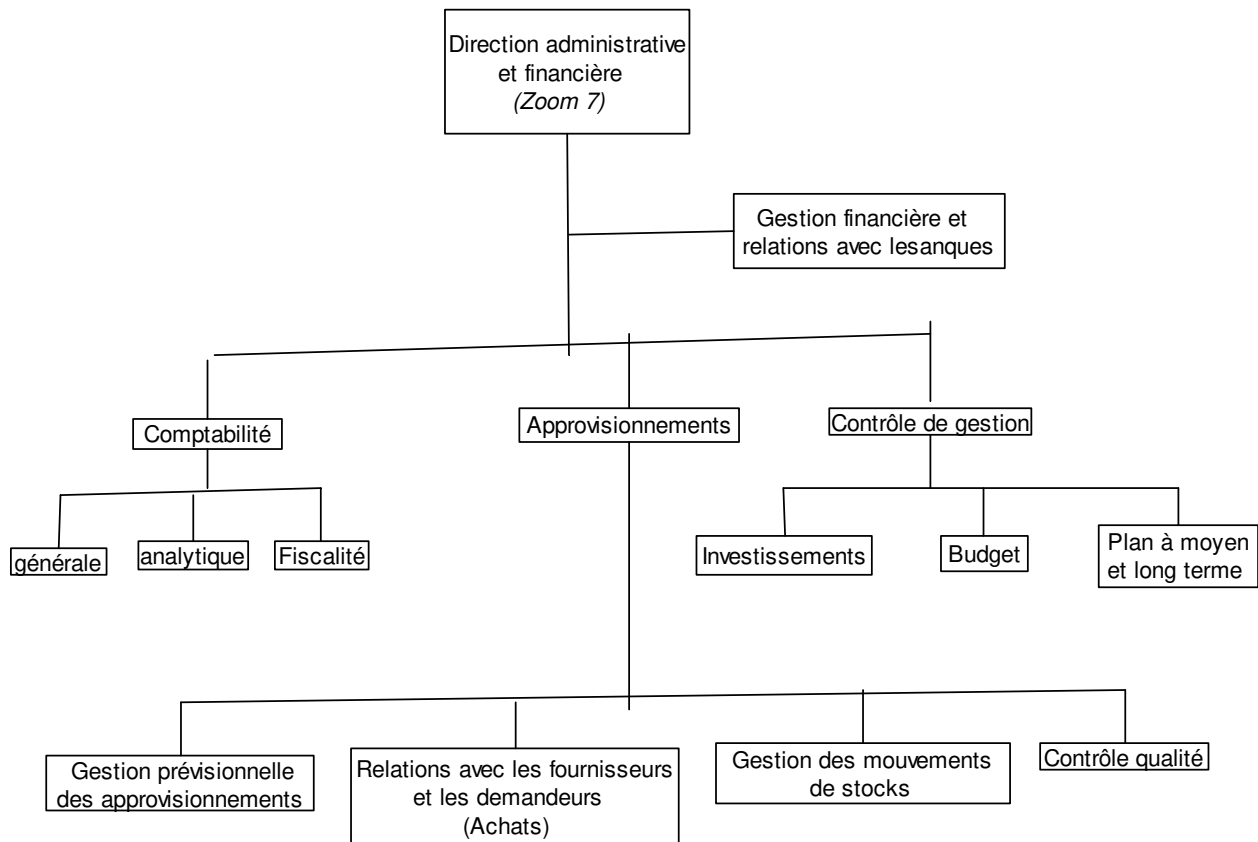 Direction administrative
et financière
(Zoom 7)
Gestion financière et
relations avec lesanques
Comptabilité
Approvisionnements
Contrôle de gestion
générale
analytique
Fiscalité
Investissements
Budget
Plan à moyen
et long terme
Gestion prévisionnelle
des approvisionnements
Relations avec les fournisseurs
et les demandeurs
(Achats)
Gestion des mouvements
de stocks
Contrôle qualité